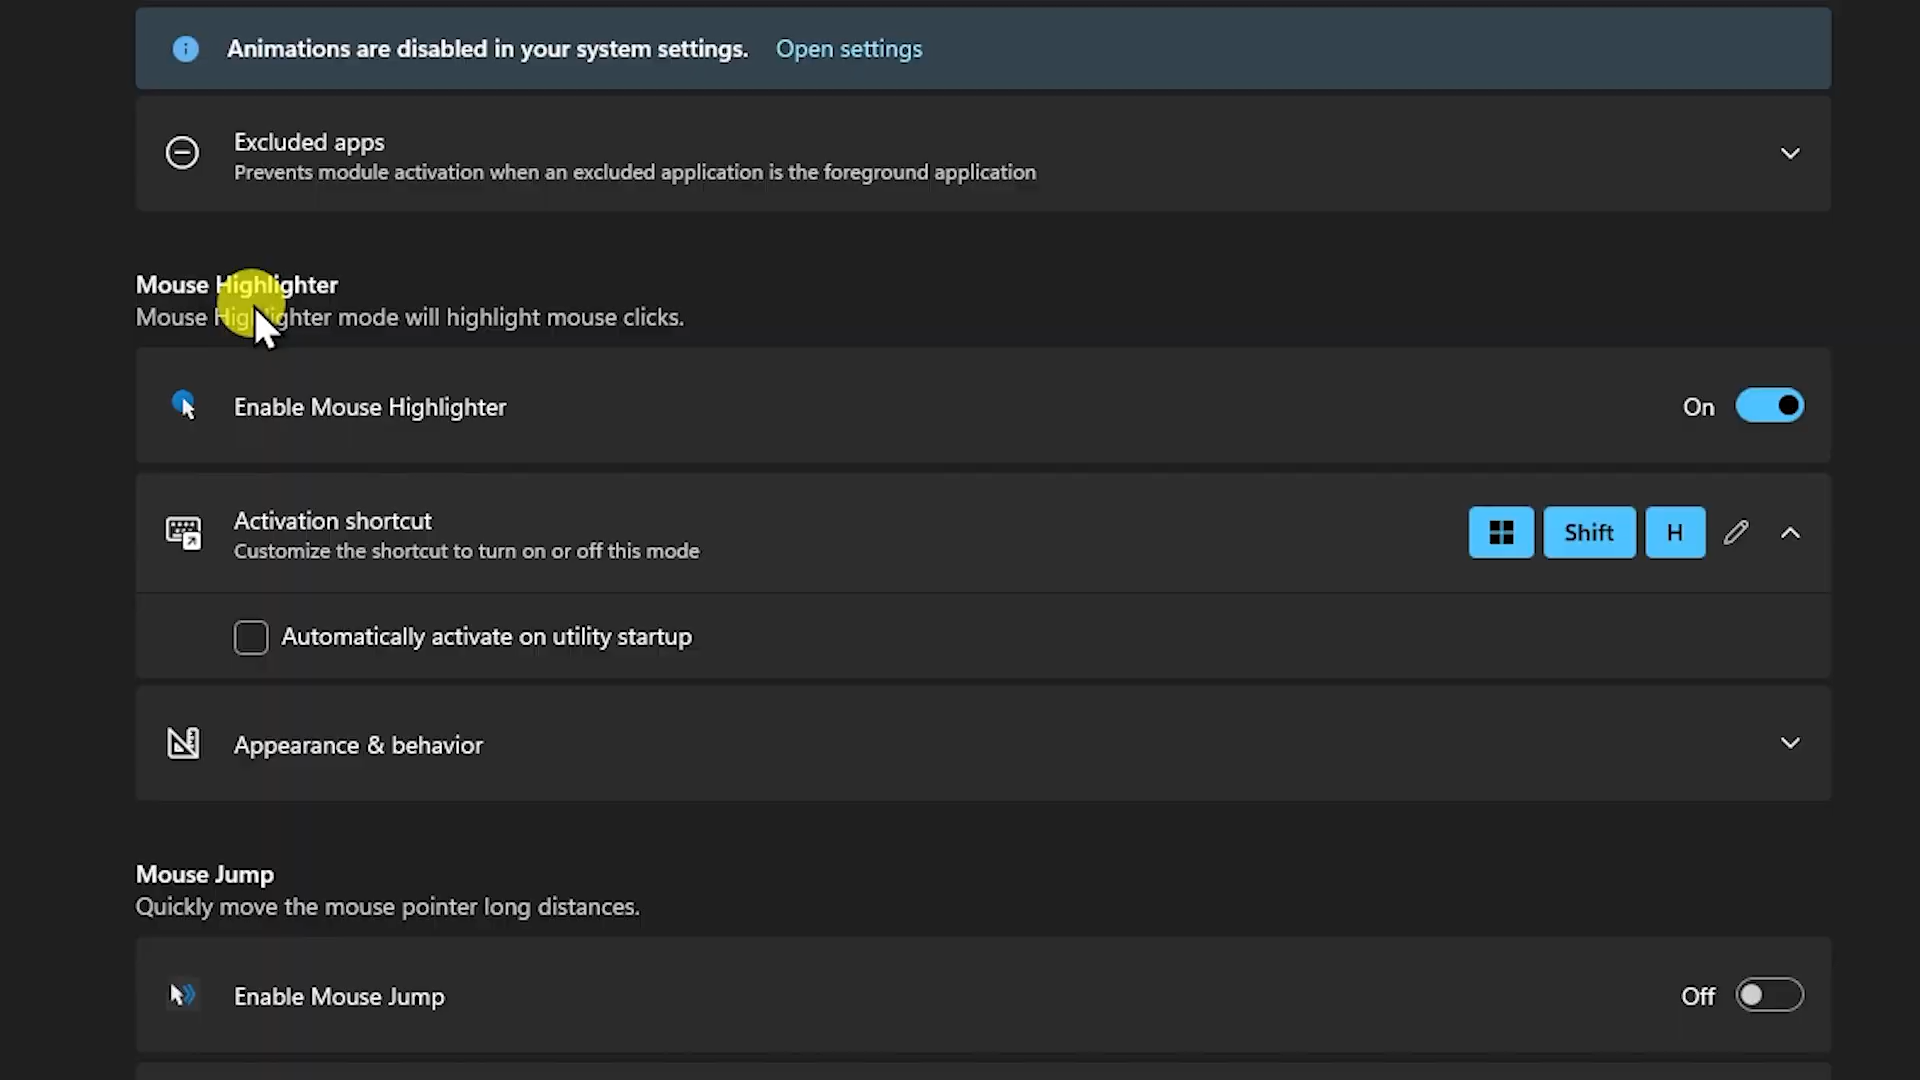 Animations are disabled in your system settings. Open settings
Excluded apps
Prevents module activation when an excluded application is the foreground application
Mouse Highlighter
Mouse Highlighter mode will highlight mouse clicks.
Enable Mouse Highlighter
On
Activation shortcut
Customize the shortcut to turn on or off this mode
Shift H
Automatically activate on utility startup
Appearance & behavior
Mouse Jump
Quickly move the mouse pointer long distances.
Enable Mouse Jump
Off